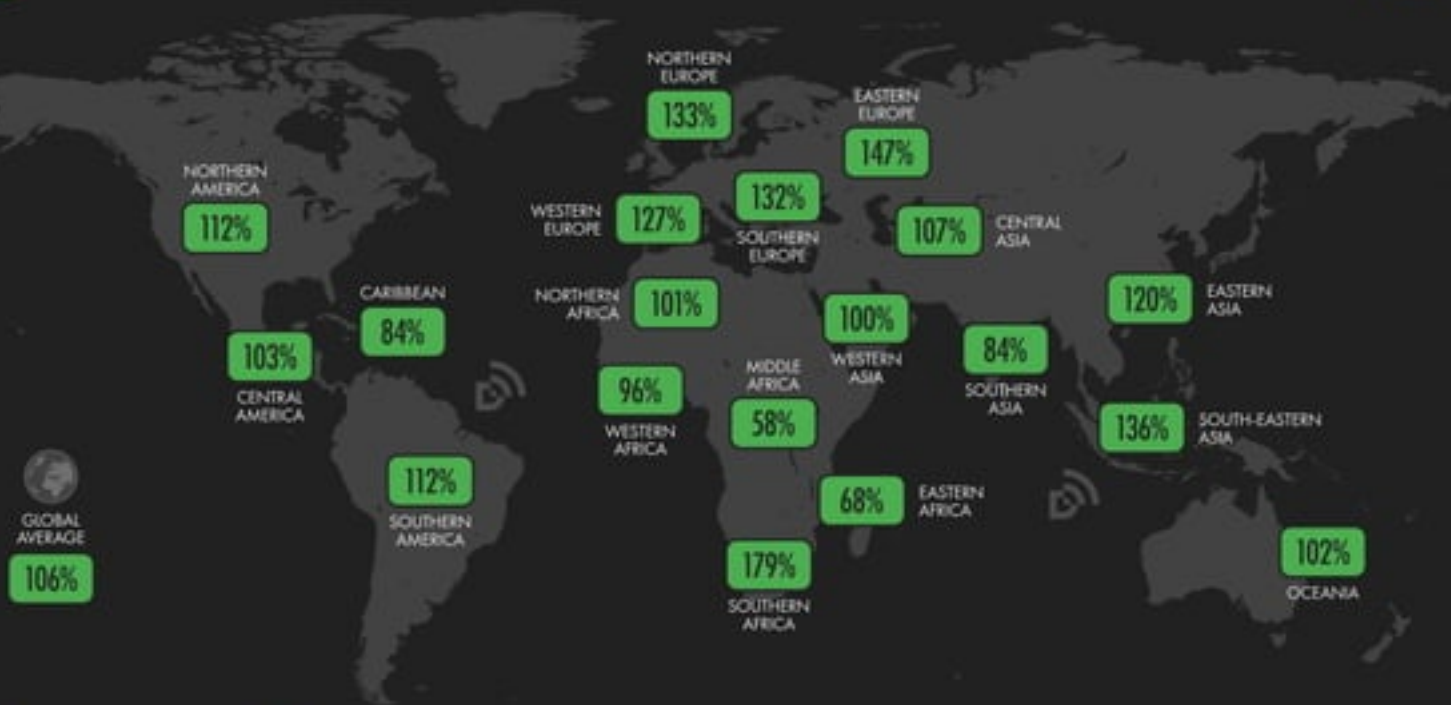 NORTHERN
EUROPE
133%
EASTERN
EUROPE
147%
NORTHERN
AMERICA
112%
WESTERN
EUROPE
127%
132%
SOUTHERN
EUROPE
107%
CENTRAL
ASIA
CARIBBEAN
84%
NORTHERN
AFRICA
101%
100%
WESTERN
ASIA
120%
EASTERN
ASIA
103%
CENTRAL
AMERICA
96%
WESTERN
AFRICA
MIDDLE
AFRICA
58%
84%
SOUTHERN
ASIA
136%
SOUTH-EASTERN
ASIA
GLOBAL
AVERAGE
106%
112%
SOUTHERN
AMERICA
68%
EASTERN
AFRICA
179%
SOUTHERN
AFRICA
102%
OCEANIA